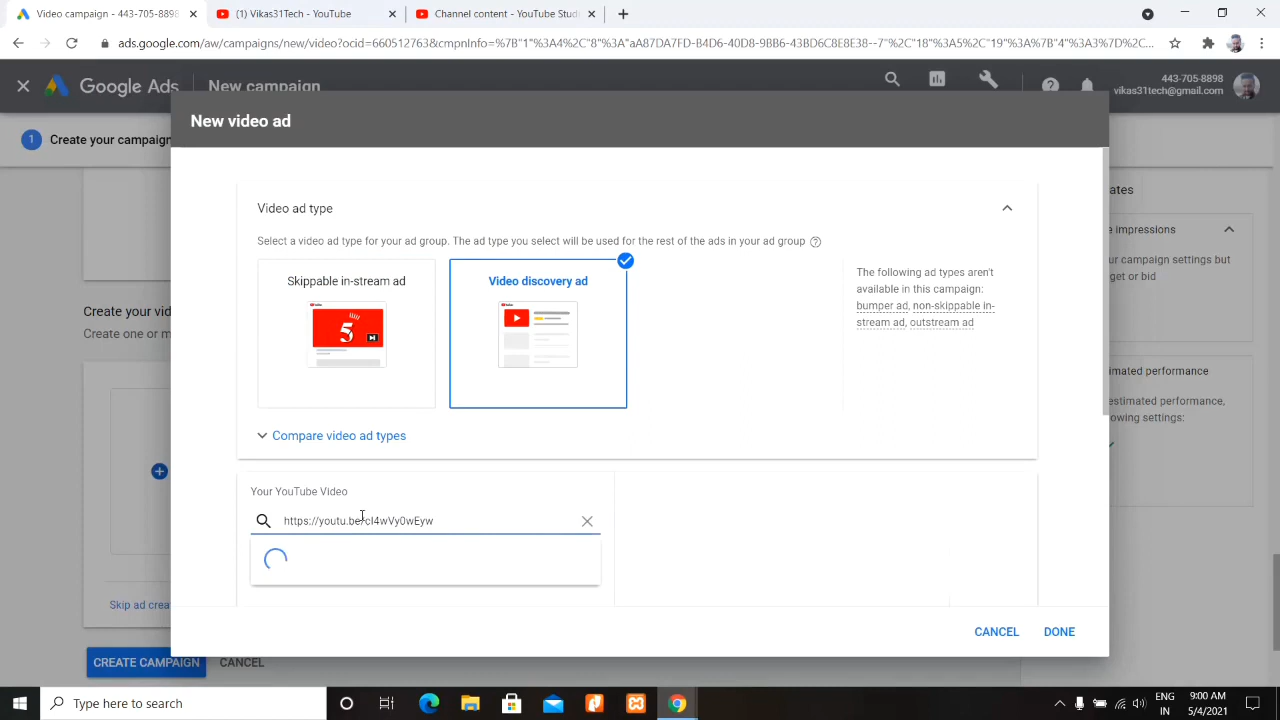 Video campaign - 443-705-8898
(1) Vikas31Tech - YouTube
Channel content - YouTube Stud
ads.google.com/aw/campaigns/new/video?ocid=660512763&cmpnInfo=%7B"1"%3A4%2C"8"%3A"aA87DA7FD-B4D6-40D8-9BB6-43BD6C8E8E38--7"%2C"18"%3A5%2C"19"%3A%7B"4"%3A3%7D%2C...
Google Ads
New campaign
443-705-8898
vikas31tech@gmail.com
1 Create your campaign
New video ad
ates
Video ad type
Select a video ad type for your ad group. The ad type you select will be used for the rest of the ads in your ad group
e impressions
Skippable in-stream ad
Video discovery ad
The following ad types aren't
available in this campaign:
bumper ad, non-skippable in-
stream ad, outstream ad
our campaign settings but
get or bid
5
Create your vid
Create one or m
imated performance
estimated performance,
owing settings:
Compare video ad types
Your YouTube Video
Skip ad crea
CANCEL
DONE
CREATE CAMPAIGN
CANCEL
Type here to search
ENG
IN
9:00 AM
5/4/2021